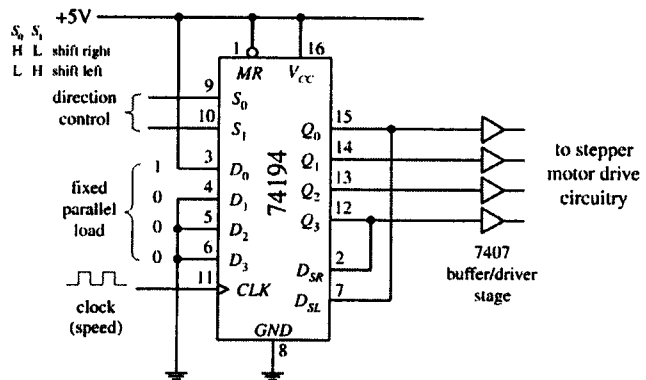 +5V
S₀ S₁
H L shift right
L H shift left
direction
control
fixed
parallel
load
1
0
0
0
clock
(speed)
9
10
3
4
5
6
11
1
16
MR
V_CC
S₀
S₁
D₀
D₁
D₂
D₃
CLK
74194
Q₀
Q₁
Q₂
Q₃
D_SR
D_SL
GND
8
15
14
13
12
2
7
to stepper
motor drive
circuitry
7407
buffer/driver
stage